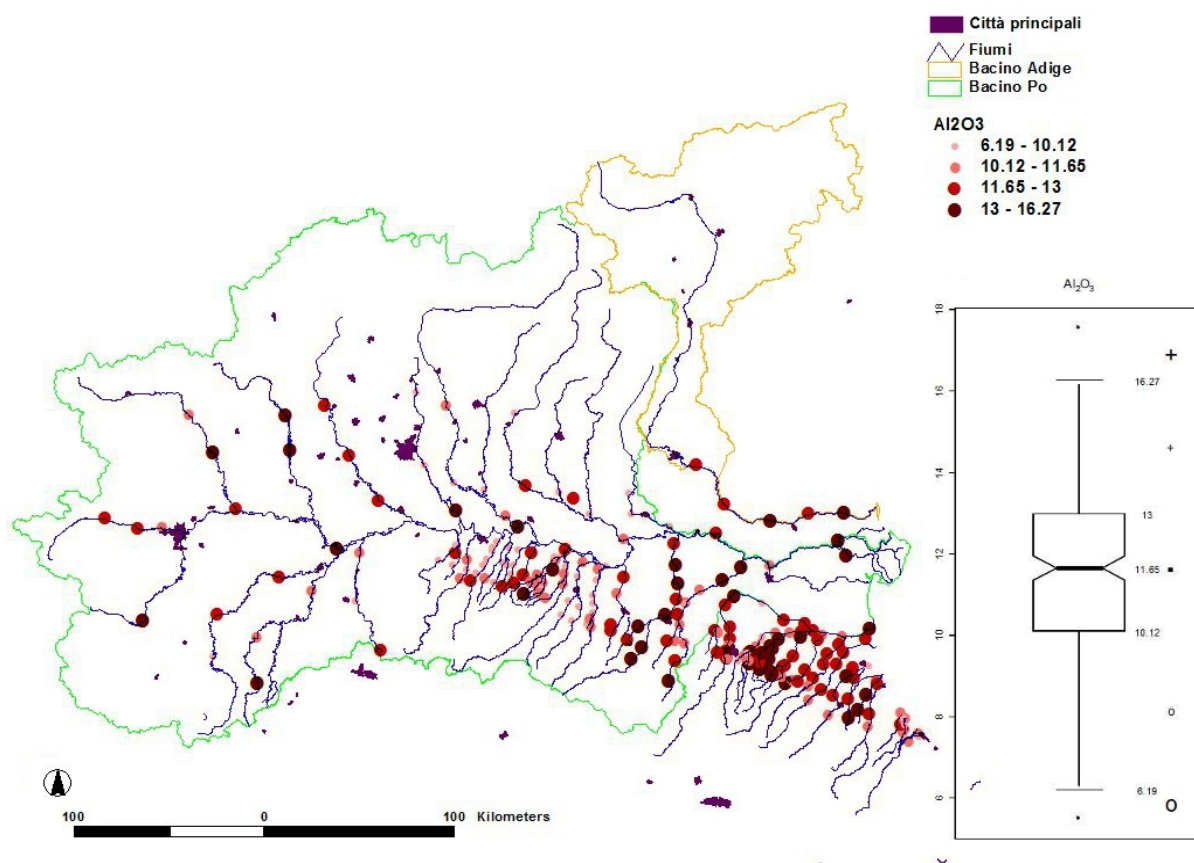 Città principali
Fiumi
Bacino Adige
Bacino Po
Al2O3
6.19 - 10.12
10.12 - 11.65
11.65 - 13
13 - 16.27
Al₂O₃
18
16
14
12
10
8
6
16.27
13
11.65
10.12
6.19
100 0 100 Kilometers